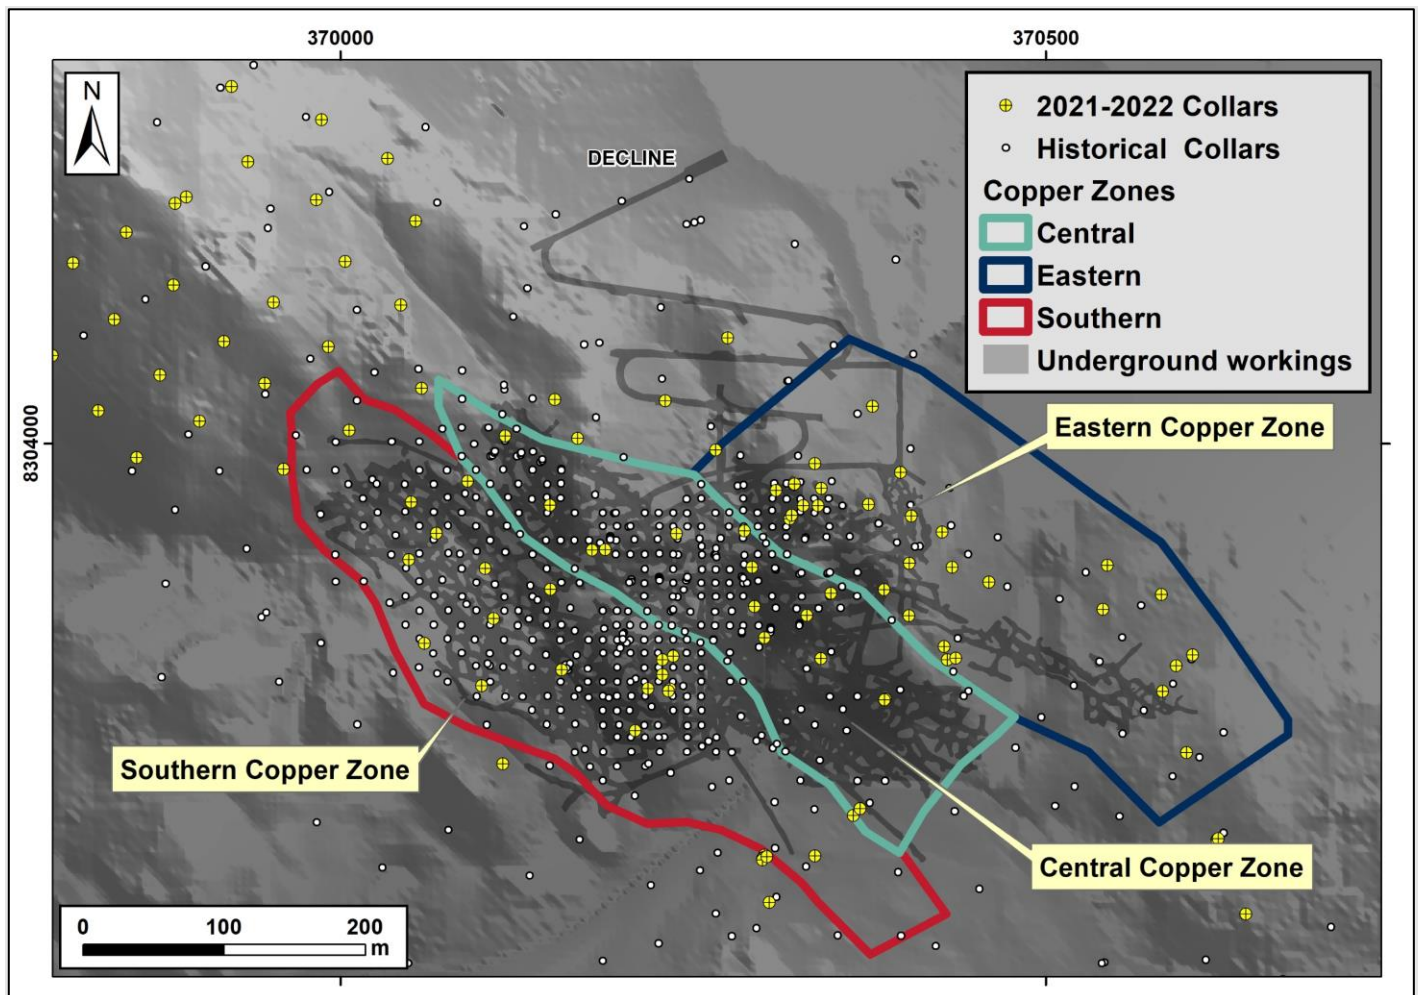 370000
370500
N
DECLINE
2021-2022 Collars
Historical Collars
Copper Zones
Central
Eastern
Southern
Underground workings
8304000
Eastern Copper Zone
Southern Copper Zone
Central Copper Zone
0 100 200
m